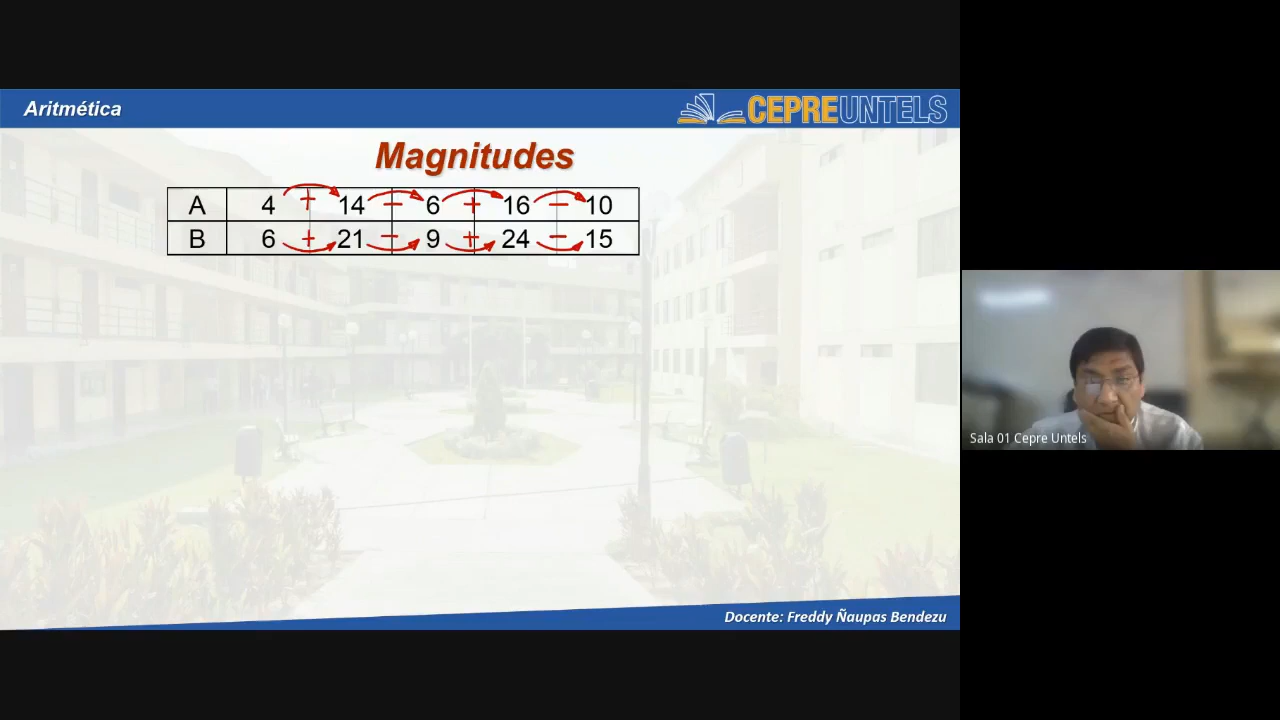 Aritmética
CEPREUNTELS
Magnitudes
A 4 + 14 − 6 + 16 − 10
B 6 + 21 − 9 + 24 − 15
Sala 01 Cepre Untels
Docente: Freddy Ñaupas Bendezu